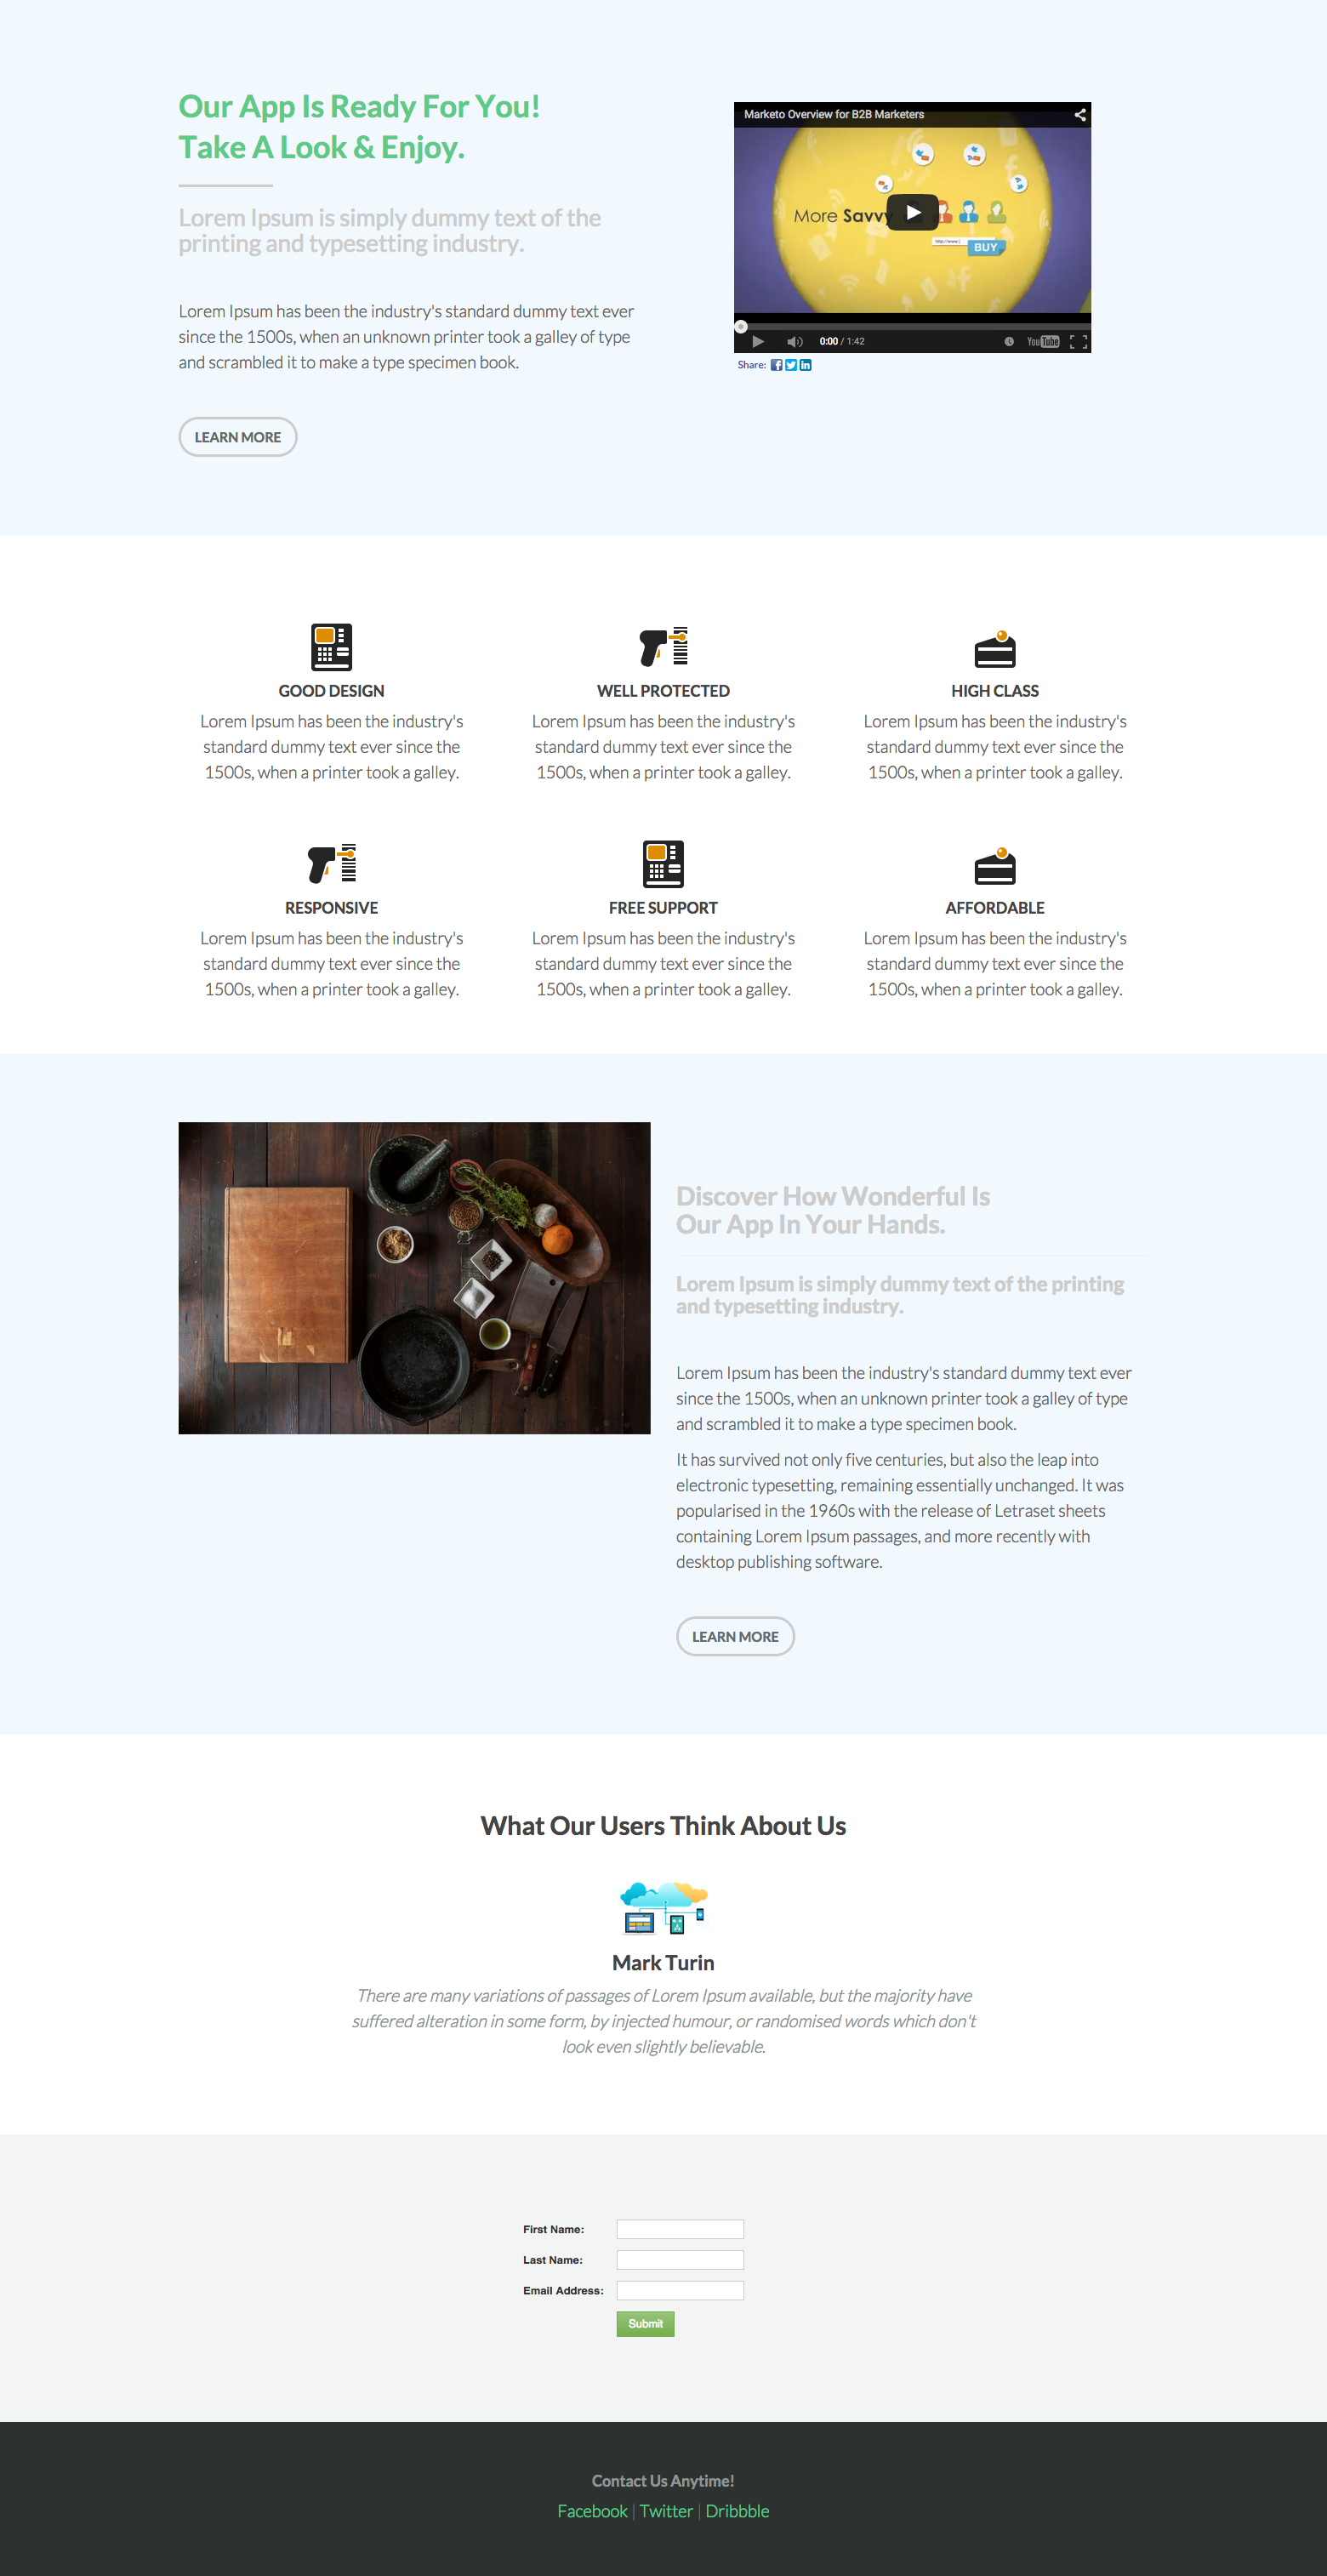 Our App Is Ready For You!
Take A Look & Enjoy.
Lorem Ipsum is simply dummy text of the
printing and typesetting industry.
Lorem Ipsum has been the industry's standard dummy text ever
since the 1500s, when an unknown printer took a galley of type
and scrambled it to make a type specimen book.
LEARN MORE
Marketo Overview for B2B Marketers
More Savvy
http://www.
BUY
0:00 / 1:42
YouTube
Share:
GOOD DESIGN
Lorem Ipsum has been the industry's
standard dummy text ever since the
1500s, when a printer took a galley.
WELL PROTECTED
Lorem Ipsum has been the industry's
standard dummy text ever since the
1500s, when a printer took a galley.
HIGH CLASS
Lorem Ipsum has been the industry's
standard dummy text ever since the
1500s, when a printer took a galley.
RESPONSIVE
Lorem Ipsum has been the industry's
standard dummy text ever since the
1500s, when a printer took a galley.
FREE SUPPORT
Lorem Ipsum has been the industry's
standard dummy text ever since the
1500s, when a printer took a galley.
AFFORDABLE
Lorem Ipsum has been the industry's
standard dummy text ever since the
1500s, when a printer took a galley.
Discover How Wonderful Is
Our App In Your Hands.
Lorem Ipsum is simply dummy text of the printing
and typesetting industry.
Lorem Ipsum has been the industry's standard dummy text ever
since the 1500s, when an unknown printer took a galley of type
and scrambled it to make a type specimen book.
It has survived not only five centuries, but also the leap into
electronic typesetting, remaining essentially unchanged. It was
popularised in the 1960s with the release of Letraset sheets
containing Lorem Ipsum passages, and more recently with
desktop publishing software.
LEARN MORE
What Our Users Think About Us
Mark Turin
There are many variations of passages of Lorem Ipsum available, but the majority have
suffered alteration in some form, by injected humour, or randomised words which don't
look even slightly believable.
First Name:
Last Name:
Email Address:
Submit
Contact Us Anytime!
Facebook | Twitter | Dribbble